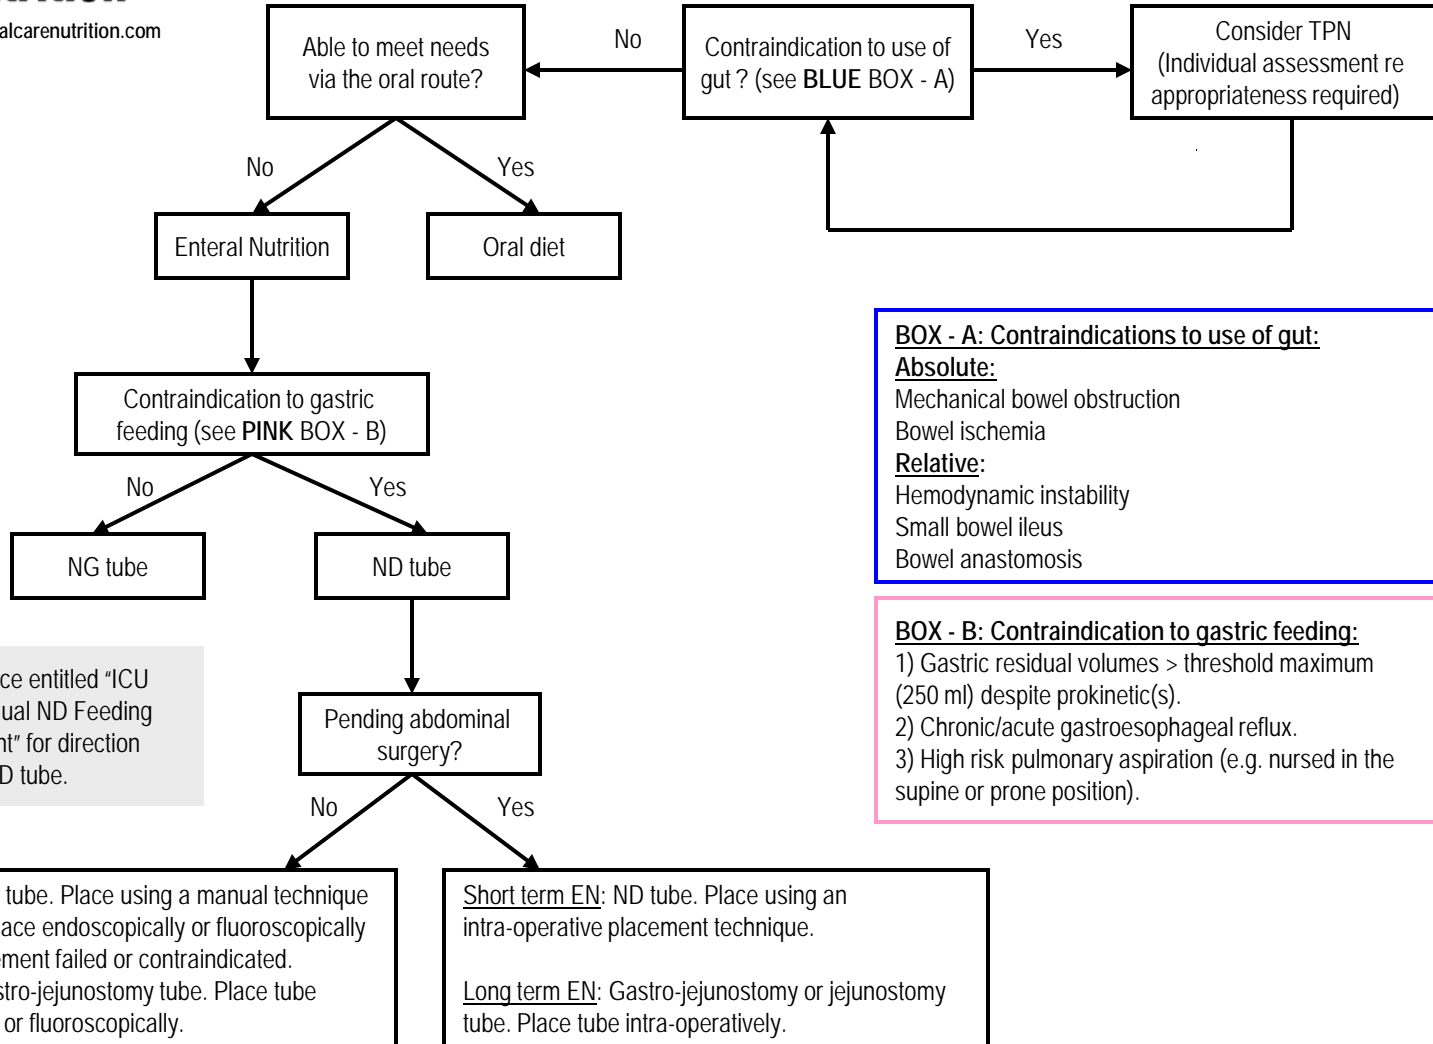 alcarenutrition.com
Able to meet needs
via the oral route?
No
Contraindication to use of
gut ? (see BLUE BOX - A)
Yes
Consider TPN
(Individual assessment re
appropriateness required)
No
Yes
Enteral Nutrition
Oral diet
Contraindication to gastric
feeding (see PINK BOX - B)
No
Yes
NG tube
ND tube
BOX - A: Contraindications to use of gut:
Absolute:
Mechanical bowel obstruction
Bowel ischemia
Relative:
Hemodynamic instability
Small bowel ileus
Bowel anastomosis
BOX - B: Contraindication to gastric feeding:
1) Gastric residual volumes > threshold maximum
(250 ml) despite prokinetic(s).
2) Chronic/acute gastroesophageal reflux.
3) High risk pulmonary aspiration (e.g. nursed in the
supine or prone position).
ce entitled “ICU
ual ND Feeding
nt” for direction
D tube.
Pending abdominal
surgery?
No
Yes
tube. Place using a manual technique
ace endoscopically or fluoroscopically
ement failed or contraindicated.
stro-jejunostomy tube. Place tube
or fluoroscopically.
Short term EN: ND tube. Place using an
intra-operative placement technique.
Long term EN: Gastro-jejunostomy or jejunostomy
tube. Place tube intra-operatively.